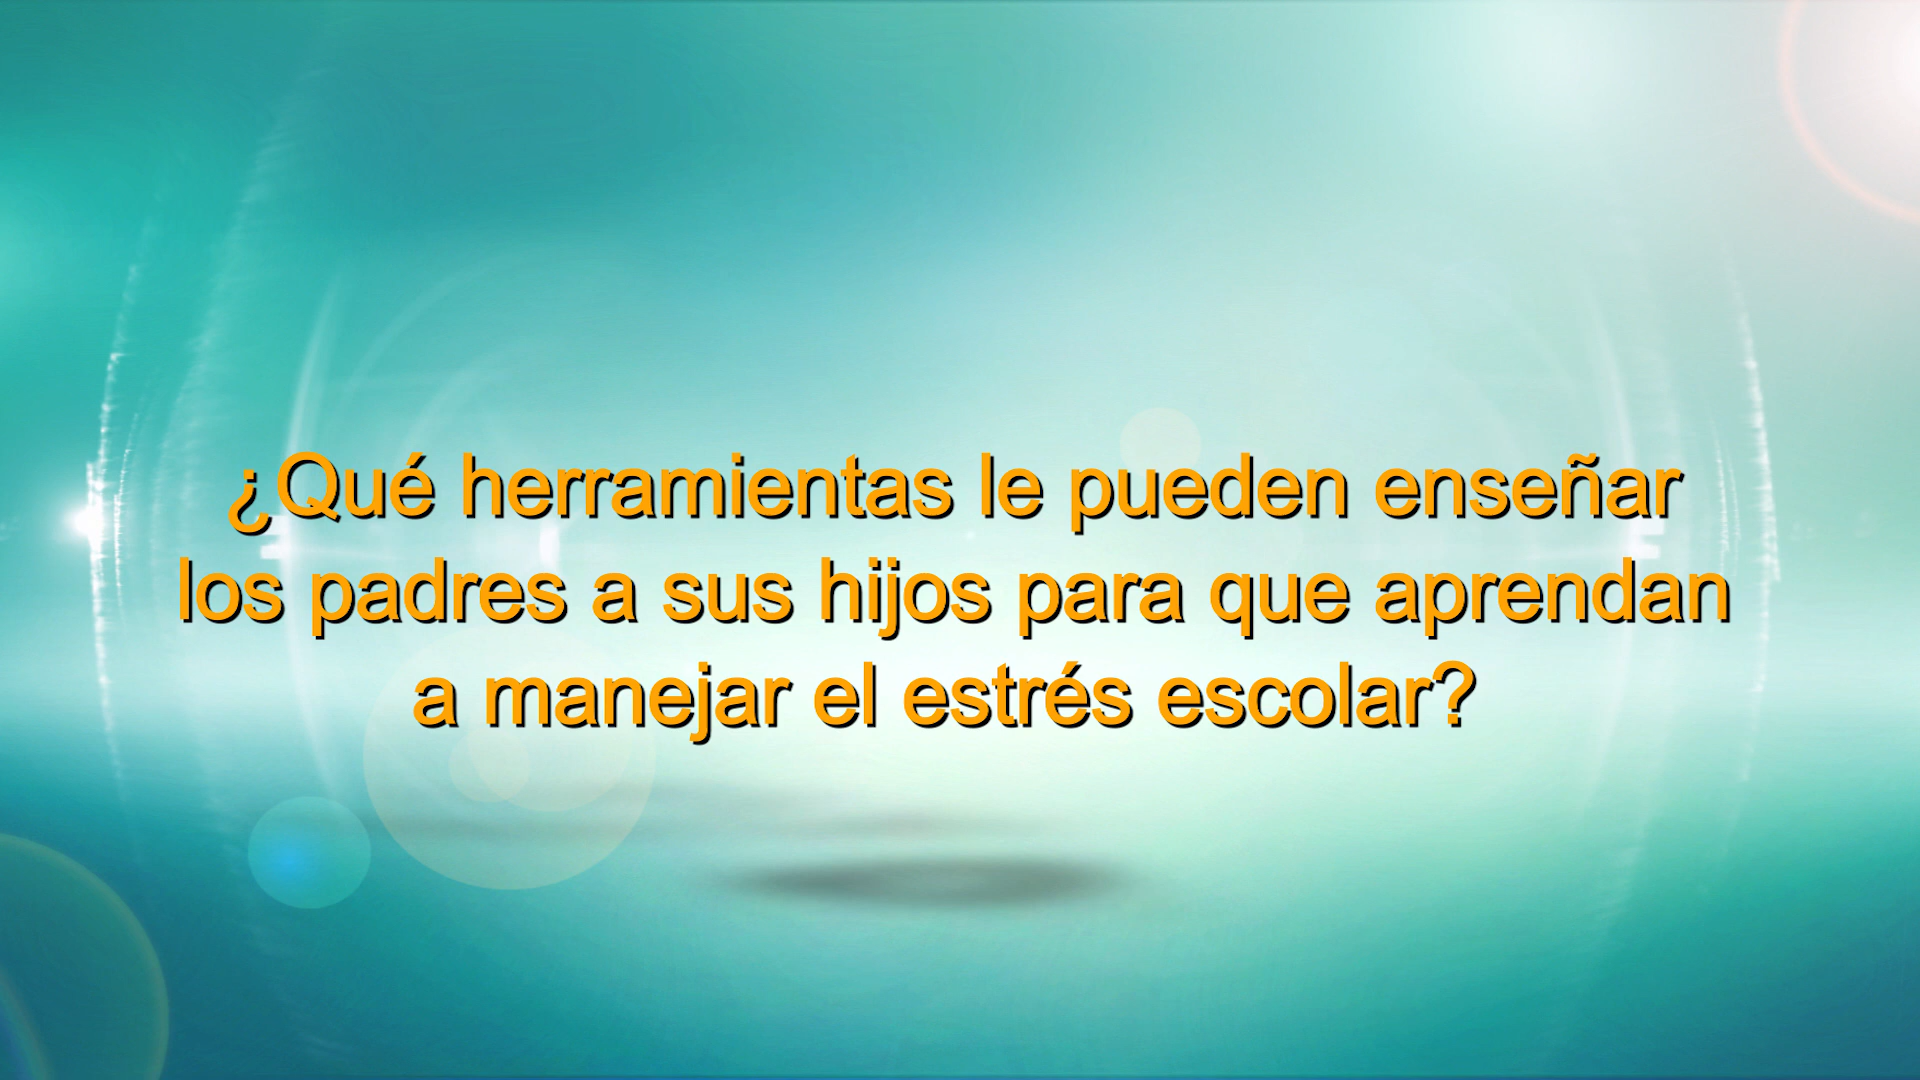 ¿Qué herramientas le pueden enseñar
los padres a sus hijos para que aprendan
a manejar el estrés escolar?